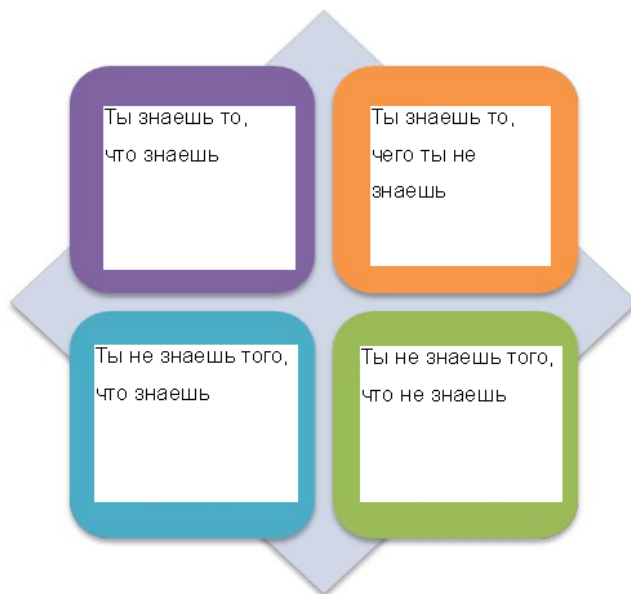 Ты знаешь то,
что знаешь
Ты знаешь то,
чего ты не
знаешь
Ты не знаешь того,
что знаешь
Ты не знаешь того,
что не знаешь